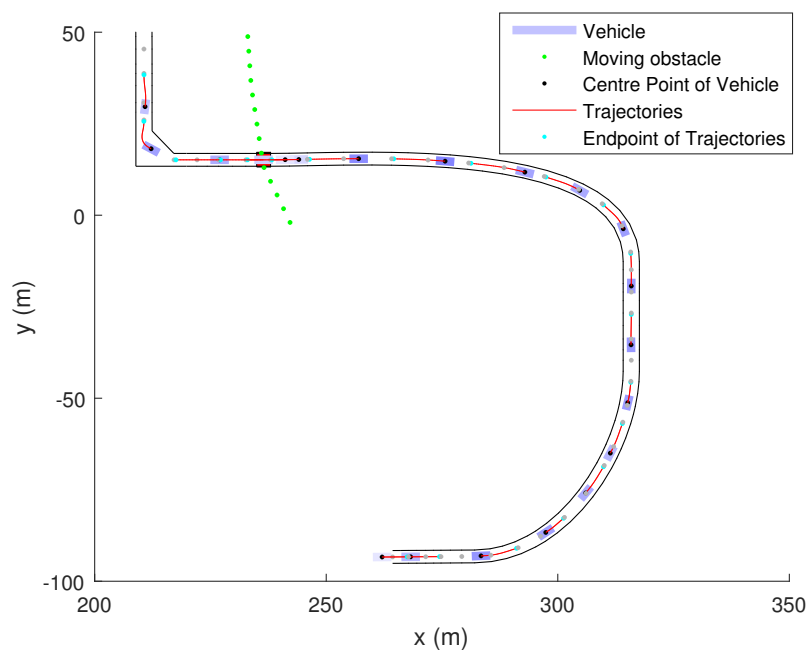 50
0
-50
-100
200
250
300
350
x (m)
y (m)
Vehicle
Moving obstacle
Centre Point of Vehicle
Trajectories
Endpoint of Trajectories